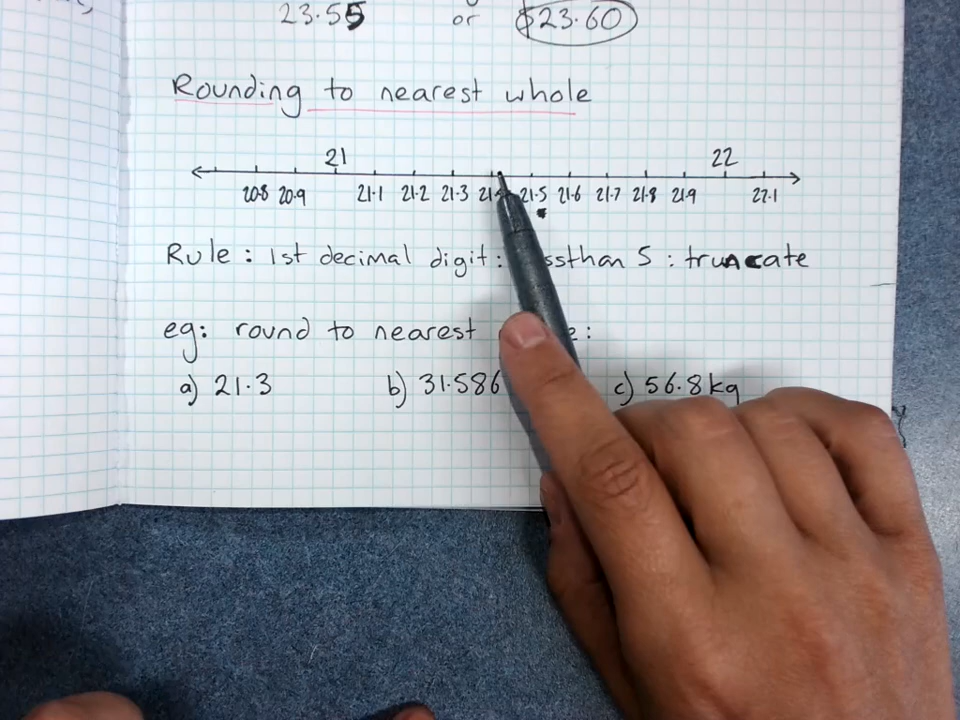 23.55 or $23.60
Rounding to nearest whole
21 22
20.8 20.9 21.1 21.2 21.3 21.5 21.6 21.7 21.8 21.9 22.1
Rule : 1st decimal digit: 5 : truncate
eg: round to nearest :
a) 21.3 b) 31.586 c) 56.8kg